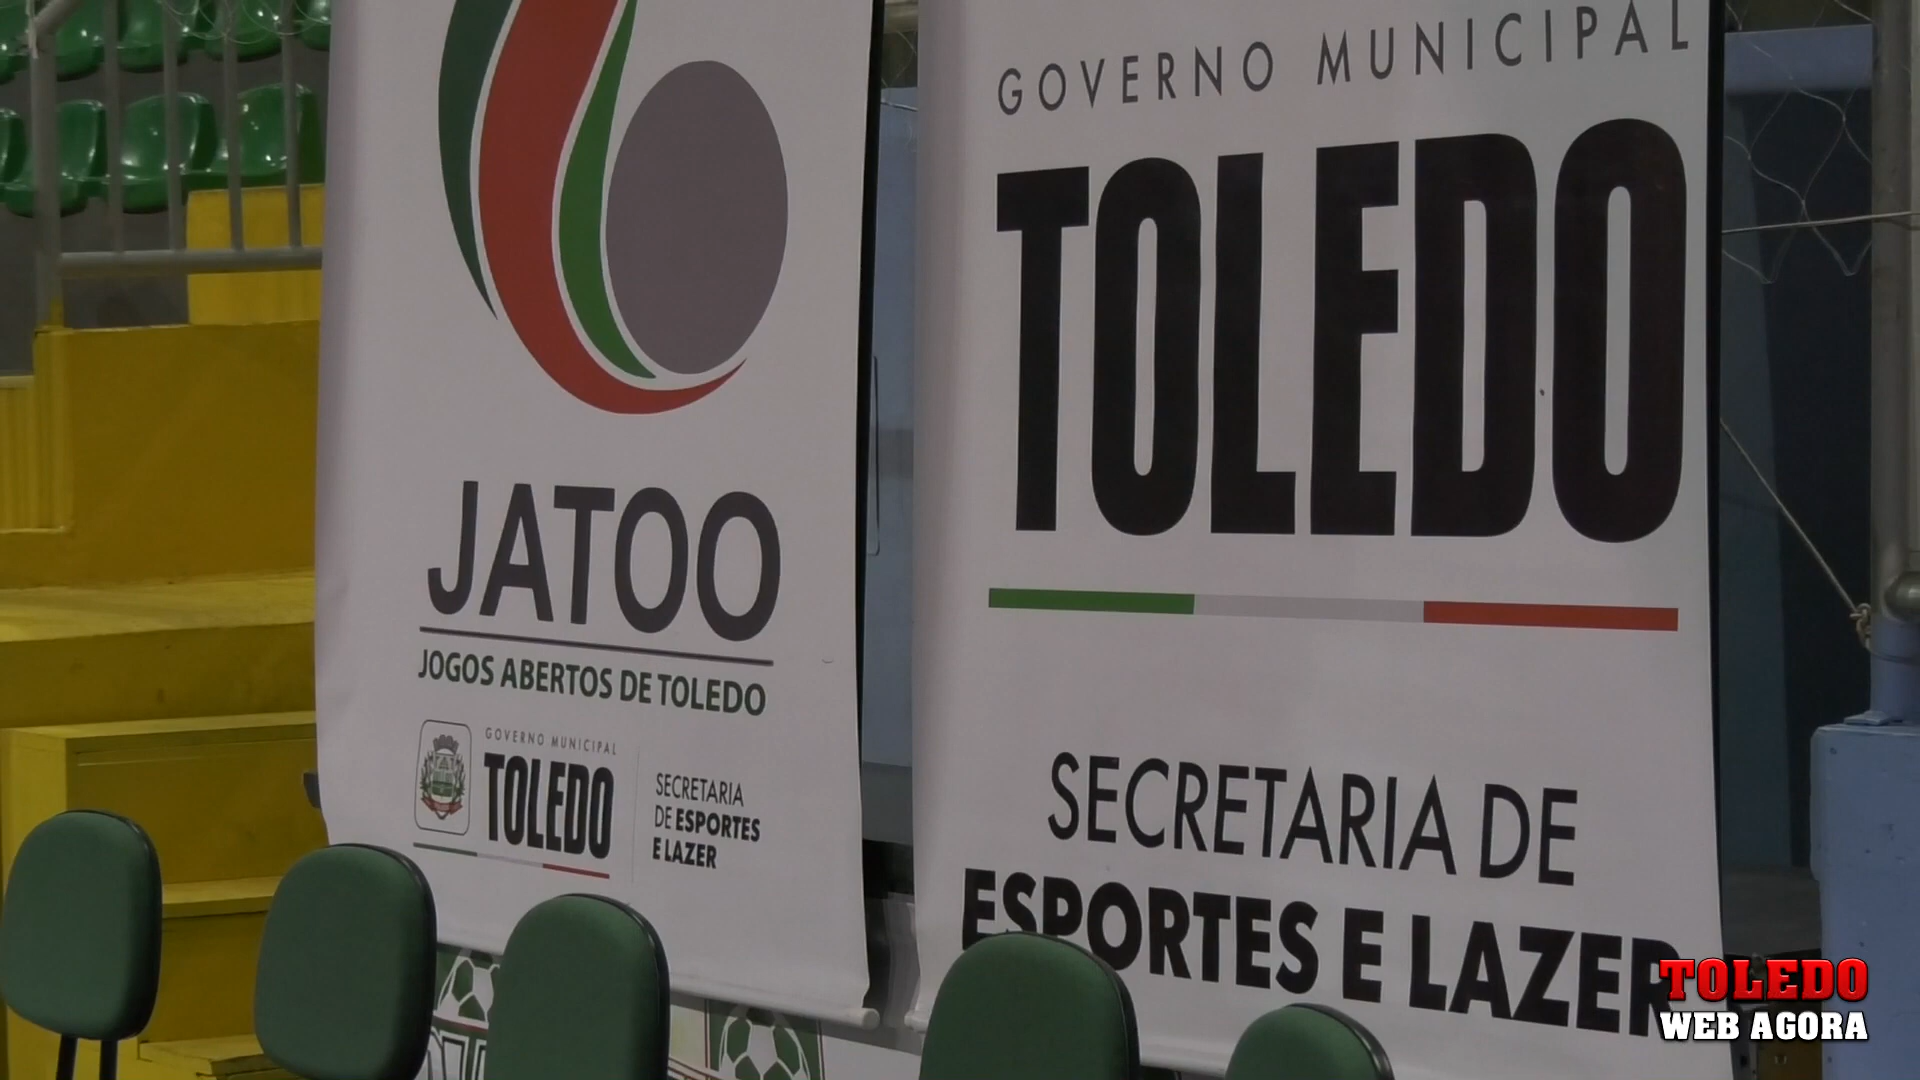 JATOO
JOGOS ABERTOS DE TOLEDO
GOVERNO MUNICIPAL
TOLEDO
SECRETARIA
DE ESPORTES
E LAZER
GOVERNO MUNICIPAL
TOLEDO
SECRETARIA DE
ESPORTES E LAZER
TOLEDO
WEB AGORA